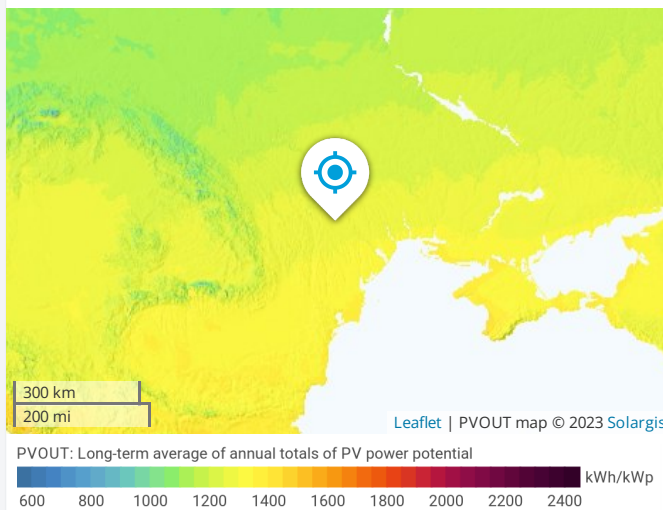 300 km
200 mi
Leaflet | PVOUT map © 2023 Solargis
PVOUT: Long-term average of annual totals of PV power potential
kWh/kWp
600 800 1000 1200 1400 1600 1800 2000 2200 2400